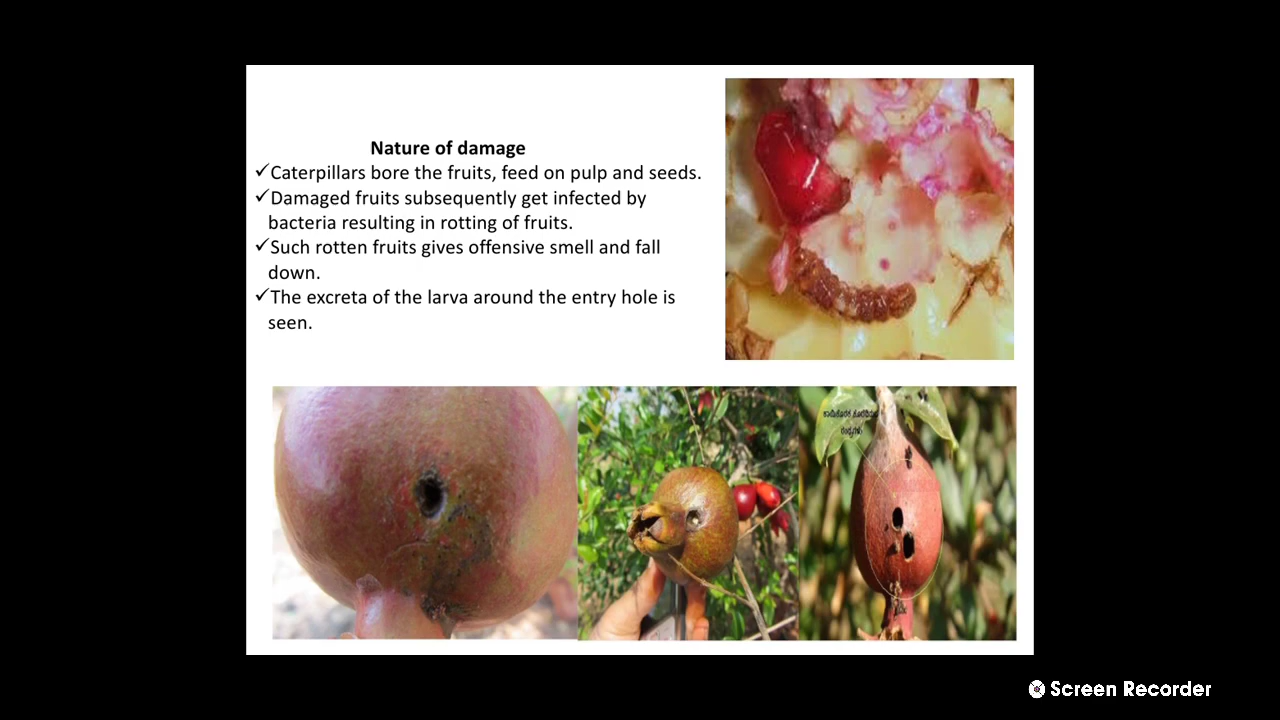 Nature of damage
✓Caterpillars bore the fruits, feed on pulp and seeds.
✓Damaged fruits subsequently get infected by
bacteria resulting in rotting of fruits.
✓Such rotten fruits gives offensive smell and fall
down.
✓The excreta of the larva around the entry hole is
seen.
Screen Recorder